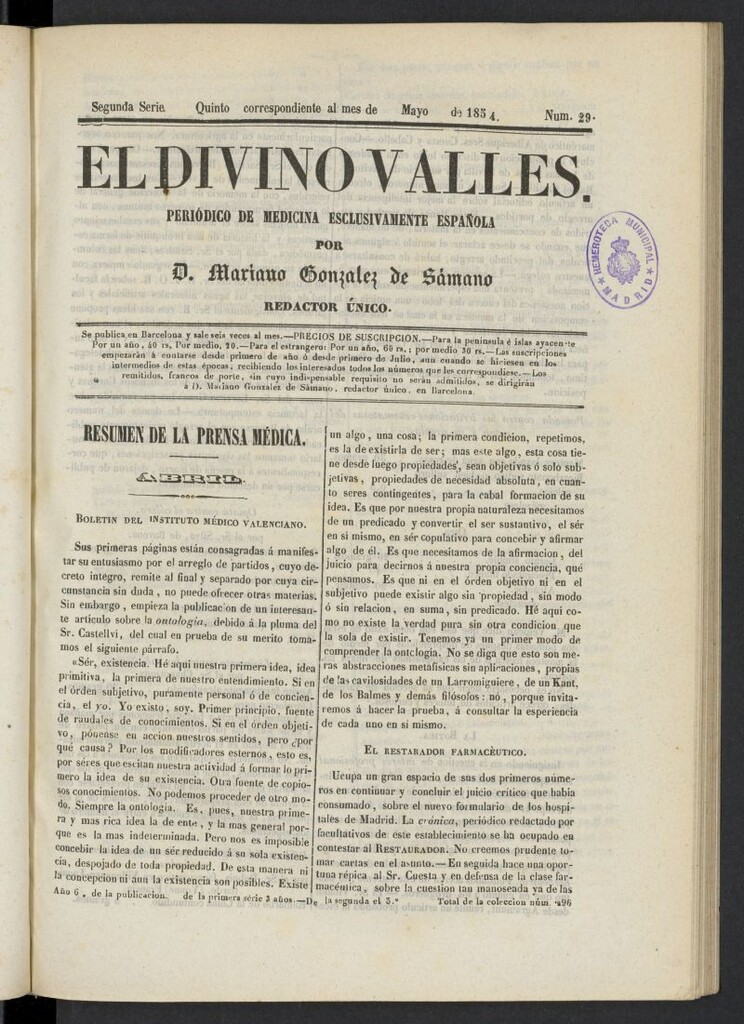 Segunda Serie. Quinto correspondiente al mes de Mayo de 1854. Num. 29.
EL DIVINO VALLES.
PERIÓDICO DE MEDICINA ESCLUSIVAMENTE ESPAÑOLA
POR
D. Mariano Gonzalez de Sámano
REDACTOR ÚNICO.
HEMEROTECA MUNICIPAL
MADRID
Se publica en Barcelona y sale seis veces al mes.—PRECIOS DE SUSCRIPCION.—Para la península é islas ayacente
Por un año, 40 rs, Por medio, 20.—Para el estrangero: Por un año, 60 rs; por medio 30 rs.—Las suscripciones
empezarán á contarse desde primero de año ó desde primero de Julio, aun cuando se hiciesen en los
intermedios de estas épocas, recibiendo los interesados todos los números que les correspondiese.—Los
remitidos, francos de porte, sin cuyo indispensable requisito no serán admitidos, se dirigirán
á D. Mariano Gonzalez de Sámano, redactor único, en Barcelona.
RESUMEN DE LA PRENSA MÉDICA.
ABRIL.
BOLETIN DEL INSTITUTO MÉDICO VALENCIANO.
Sus primeras páginas están consagradas á manifes-
tar su entusiasmo por el arreglo de partidos, cuyo de-
creto íntegro, remite al final y separado por cuya cir-
cunstancia sin duda, no puede ofrecer otras materias.
Sin embargo, empieza la publicacion de un interesan-
te artículo sobre la ontología, debido á la pluma del
Sr. Castellvi, del cual en prueba de su merito toma-
mos el siguiente párrafo.
«Sér, existencia. Hé aqui nuestra primera idea, idea
primitiva, la primera de nuestro entendimiento. Si en
el órden subjetivo, puramente personal ó de concien-
cia, el yo. Yo existo, soy. Primer principio, fuente
de raudales de conocimientos. Si en el órden objeti-
vo, pónense en accion nuestros sentidos, pero ¿por
qué causa? Por los modificadores esternos, esto es,
por séres que escitan nuestra actividad á formar lo pri-
mero la idea de su existencia. Otra fuente de copio-
sos conocimientos. No podemos proceder de otro mo-
do. Siempre la ontología. Es, pues, nuestra prime-
ra y mas rica idea la de ente, y la mas general por-
que es la mas indeterminada. Pero nos es imposible
concebir la idea de un sér reducido á su sola existen-
cia, despojado de toda propiedad. De esta manera ni
la concepcion ni aun la existencia son posibles. Existe
un algo, una cosa; la primera condicion, repetimos,
es la de existirla de ser; mas este algo, esta cosa tie-
ne desde luego propiedades, sean objetivas ó solo sub-
jetivas, propiedades de necesidad absoluta, en cuan-
to seres contingentes, para la cabal formacion de su
idea. Es que por nuestra propia naturaleza necesitamos
de un predicado y convertir el ser sustantivo, el sér
en sí mismo, en sér copulativo para concebir y afirmar
algo de él. Es que necesitamos de la afirmacion, del
juicio para decirnos á nuestra propia conciencia, qué
pensamos. Es que ni en el órden objetivo ni en el
subjetivo puede existir algo sin propiedad, sin modo
ó sin relacion, en suma, sin predicado. Hé aquí co-
mo no existe la verdad pura sin otra condicion que
la sola de existir. Tenemos ya un primer modo de
comprender la ontología. No se diga que esto son me-
ras abstracciones metafísicas sin aplicaciones, propias
de las cavilosidades de un Larromiguiere, de un Kant,
de los Balmes y demás filósofos: nó, porque invita-
remos á hacer la prueba, á consultar la esperiencia
de cada uno en si mismo.
EL RESTARADOR FARMACÈUTICO.
Ucupa un gran espacio de sus dos primeros núme-
ros en continuar y concluir el juicio crítico que habia
consumado, sobre el nuevo formulario de los hospi-
tales de Madrid. La crónica, periódico redactado por
facultativos de este establecimiento se ha ocupado en
contestar al RESTAURADOR. No creemos prudente to-
mar cartas en el asunto.—En seguida hace una opor-
tuna répica al Sr. Cuesta y en defensa de la clase far-
macéutica, sobre la cuestion tan manoseada ya de las
Año 6, de la publicacion. de la primera série 3 años.—De la segunda el 3.º Total de la coleccion núm. 296